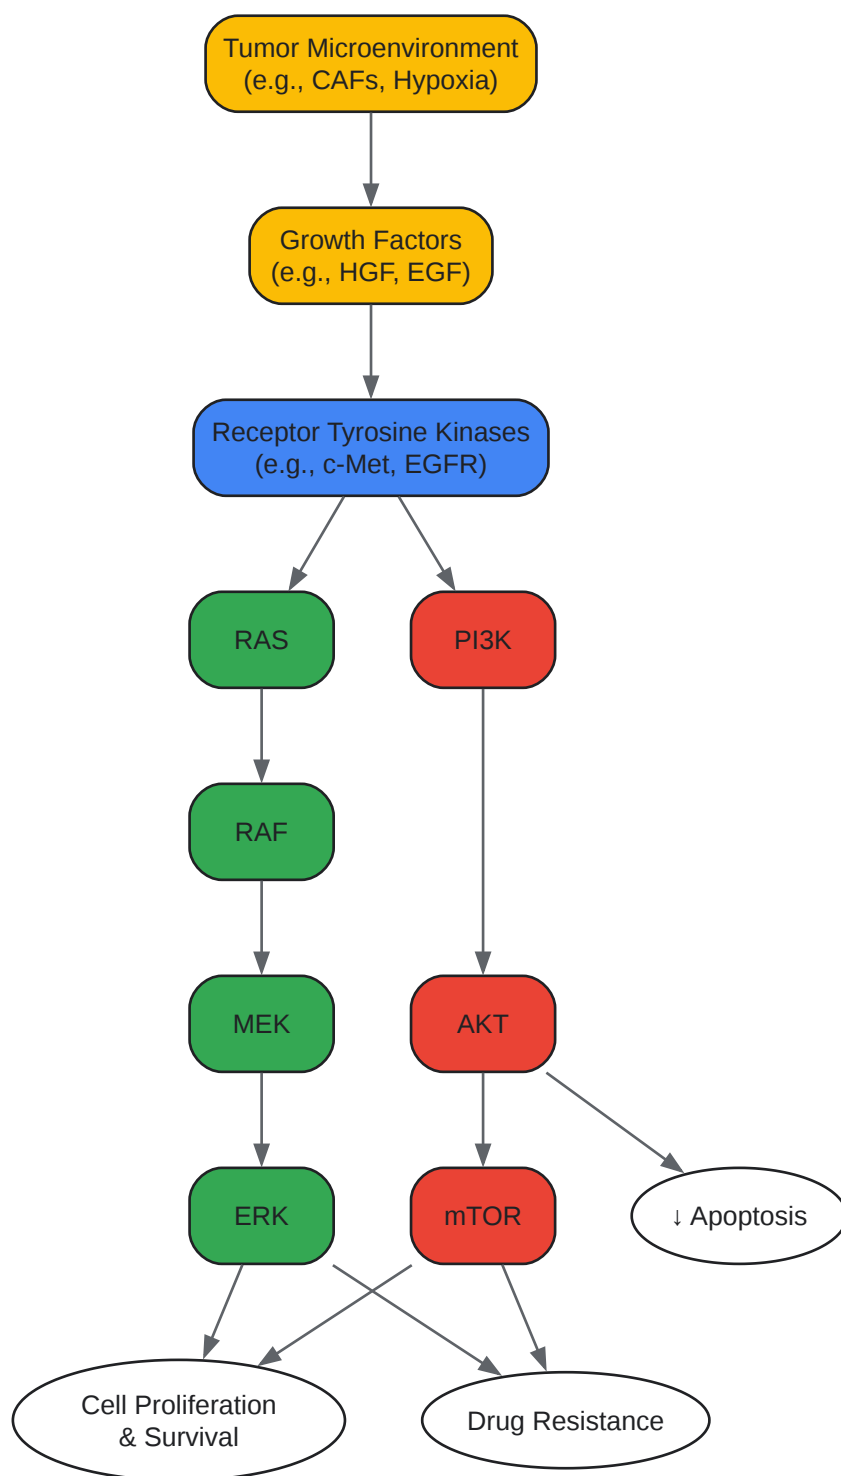 Tumor Microenvironment
(e.g., CAFs, Hypoxia)
Growth Factors
(e.g., HGF, EGF)
Receptor Tyrosine Kinases
(e.g., c-Met, EGFR)
RAS
PI3K
RAF
MEK
AKT
ERK
mTOR
↓ Apoptosis
Cell Proliferation
& Survival
Drug Resistance